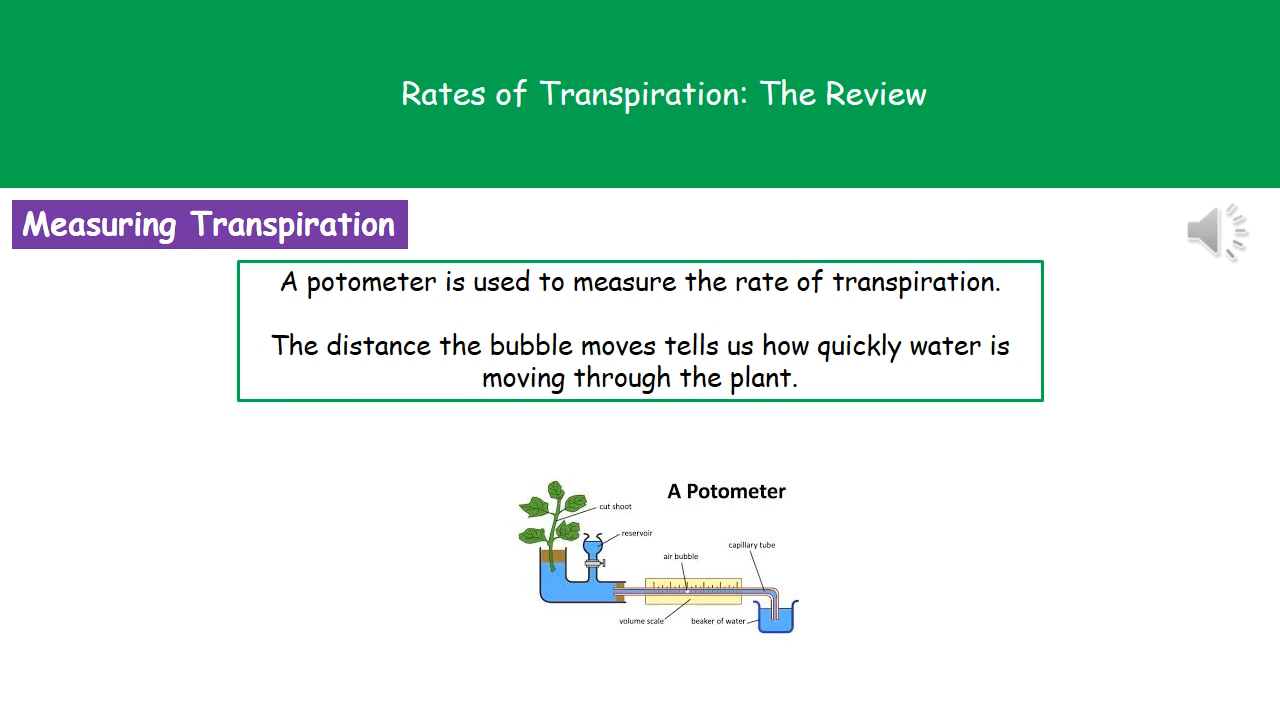 Rates of Transpiration: The Review
Measuring Transpiration
A potometer is used to measure the rate of transpiration.
The distance the bubble moves tells us how quickly water is
moving through the plant.
A Potometer
cut shoot
reservoir
capillary tube
air bubble
volume scale
beaker of water